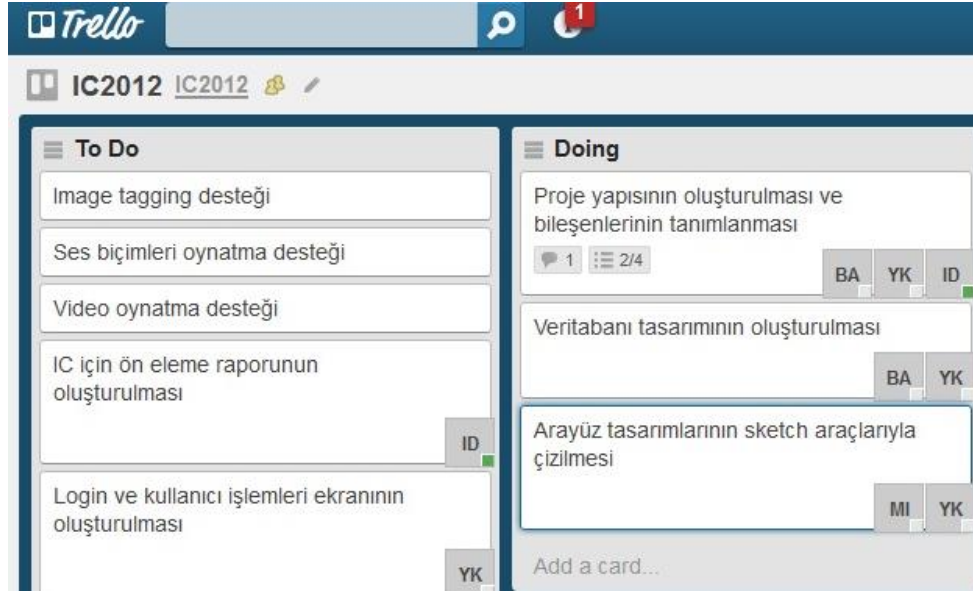 Trello
1
IC2012 IC2012
To Do
Image tagging desteği
Ses biçimleri oynatma desteği
Video oynatma desteği
IC için ön eleme raporunun
oluşturulması
ID
Login ve kullanıcı işlemleri ekranının
oluşturulması
YK
Doing
Proje yapısının oluşturulması ve
bileşenlerinin tanımlanması
1 2/4
BA YK ID
Veritabanı tasarımının oluşturulması
BA YK
Arayüz tasarımlarının sketch araçlarıyla
çizilmesi
MI YK
Add a card...